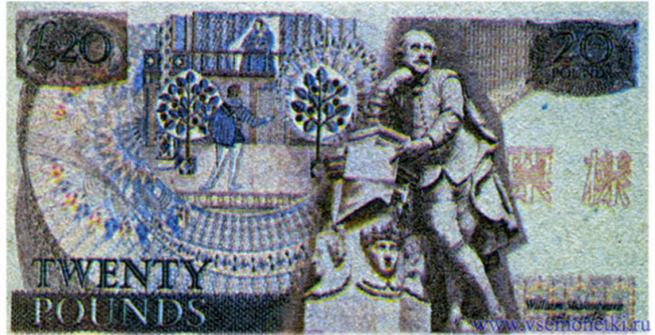 £20
20
POUNDS
TWENTY
POUNDS
William Shakespeare
www.vsemonetki.ru